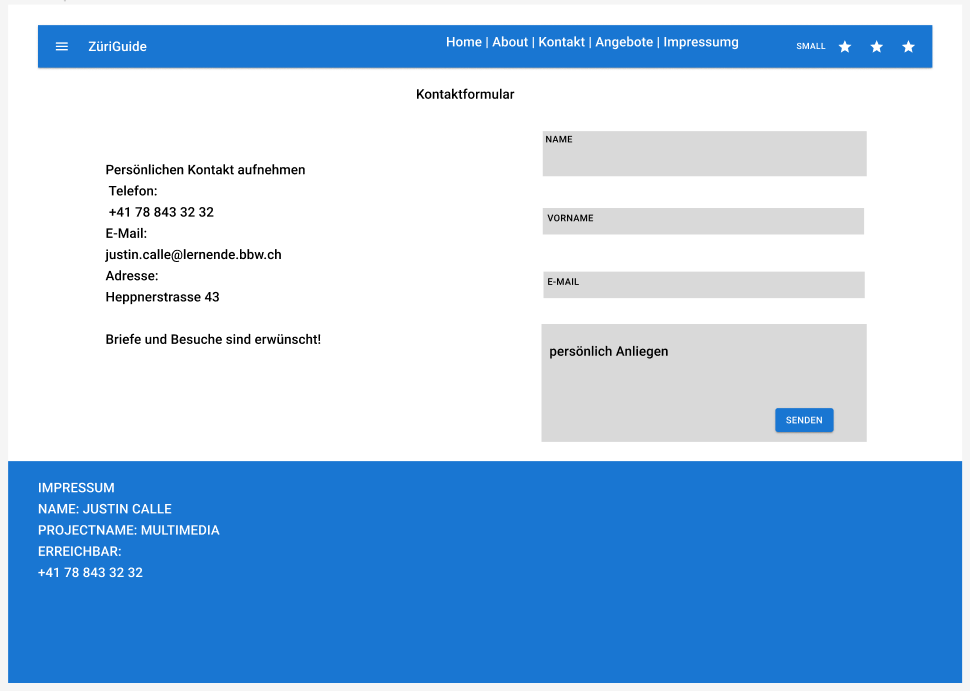 ZüriGuide
Home | About | Kontakt | Angebote | Impressumg
SMALL
Kontaktformular
Persönlichen Kontakt aufnehmen
Telefon:
+41 78 843 32 32
E-Mail:
justin.calle@lernende.bbw.ch
Adresse:
Heppnerstrasse 43
Briefe und Besuche sind erwünscht!
NAME
VORNAME
E-MAIL
persönlich Anliegen
SENDEN
IMPRESSUM
NAME: JUSTIN CALLE
PROJECTNAME: MULTIMEDIA
ERREICHBAR:
+41 78 843 32 32